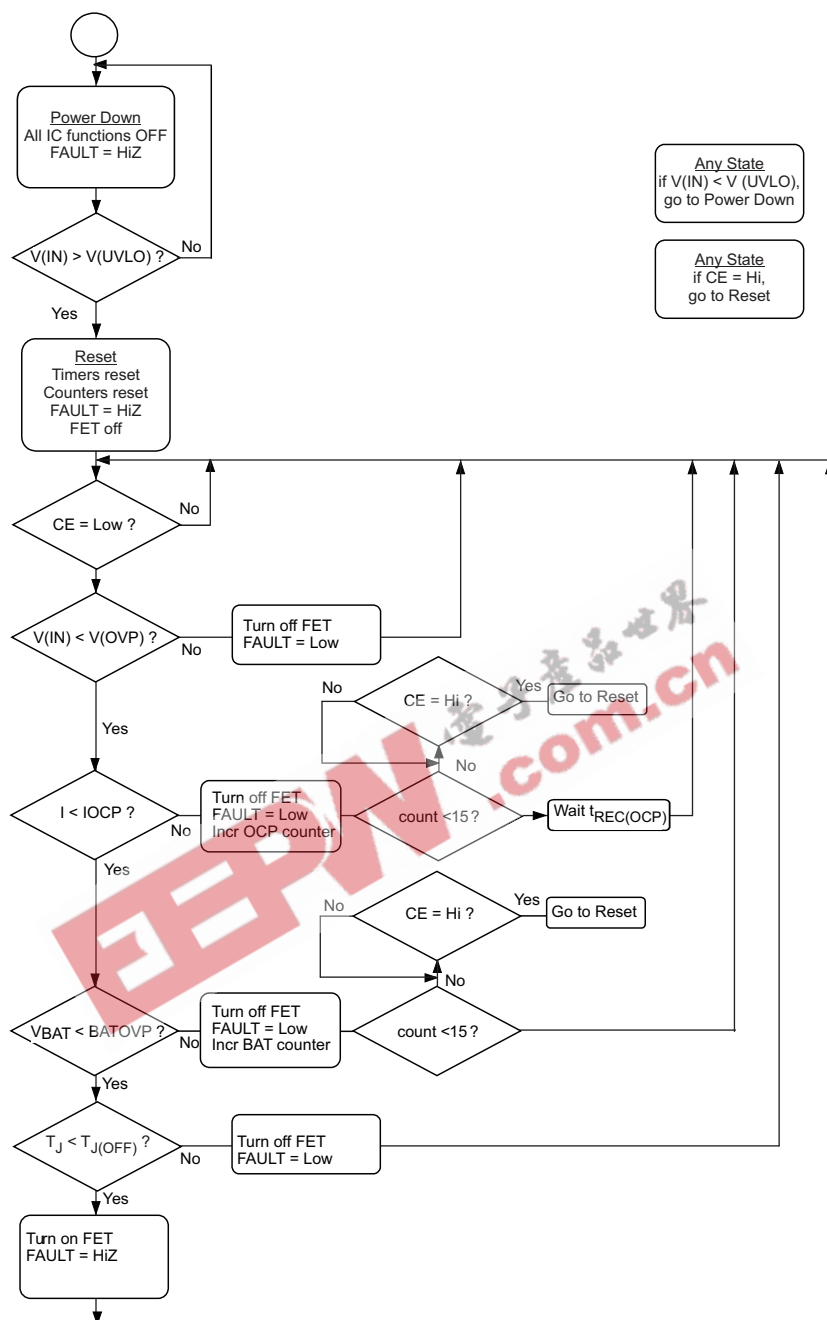 Power Down
All IC functions OFF
FAULT = HiZ
V(IN) > V(UVLO) ?
No
Yes
Any State
if V(IN) < V (UVLO),
go to Power Down
Any State
if CE = Hi,
go to Reset
Reset
Timers reset
Counters reset
FAULT = HiZ
FET off
CE = Low ?
No
V(IN) < V(OVP) ?
No
Turn off FET
FAULT = Low
Yes
No
CE = Hi ?
Yes
Go to Reset
No
I < IOCP ?
No
Turn off FET
FAULT = Low
Incr OCP counter
count <15?
Wait tREC(OCP)
Yes
No
CE = Hi ?
Yes
Go to Reset
No
VBAT < BATOVP ?
No
Turn off FET
FAULT = Low
Incr BAT counter
count <15?
Yes
TJ < TJ(OFF) ?
No
Turn off FET
FAULT = Low
Yes
Turn on FET
FAULT = HiZ
EEPW.com.cn
電子產品世界